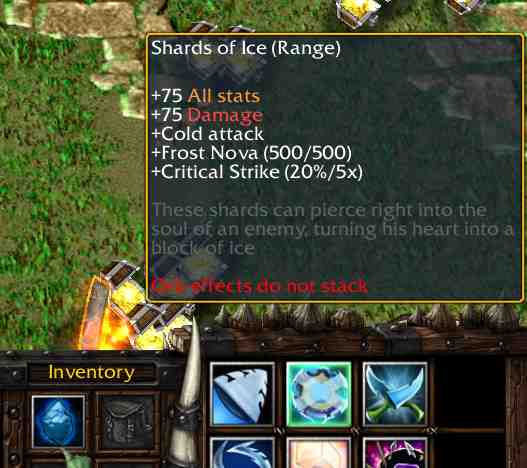 Shards of Ice (Range)
+75 All stats
+75 Damage
+Cold attack
+Frost Nova (500/500)
+Critical Strike (20%/5x)
These shards can pierce right into the
soul of an enemy, turning his heart into a
block of ice
Orb effects do not stack
Inventory